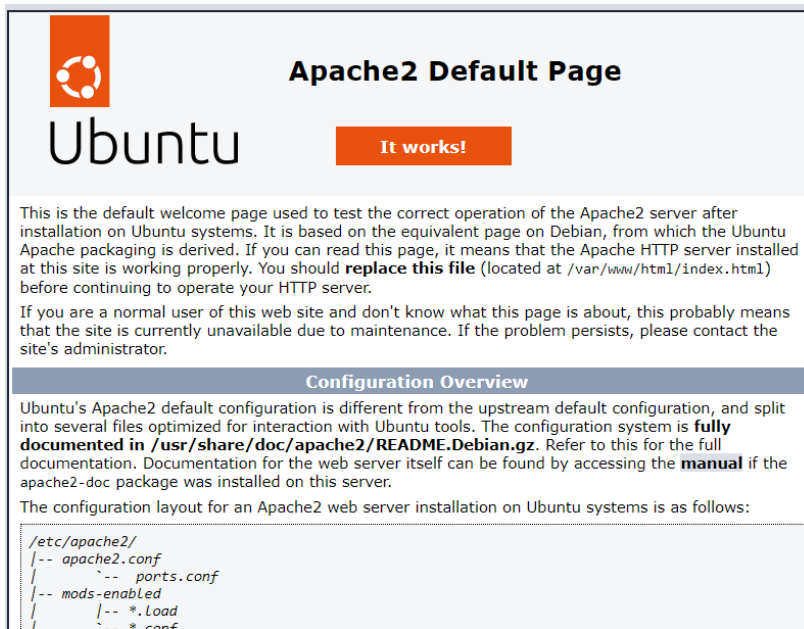 Apache2 Default Page
Ubuntu
It works!
This is the default welcome page used to test the correct operation of the Apache2 server after
installation on Ubuntu systems. It is based on the equivalent page on Debian, from which the Ubuntu
Apache packaging is derived. If you can read this page, it means that the Apache HTTP server installed
at this site is working properly. You should replace this file (located at /var/www/html/index.html)
before continuing to operate your HTTP server.
If you are a normal user of this web site and don't know what this page is about, this probably means
that the site is currently unavailable due to maintenance. If the problem persists, please contact the
site's administrator.
Configuration Overview
Ubuntu's Apache2 default configuration is different from the upstream default configuration, and split
into several files optimized for interaction with Ubuntu tools. The configuration system is fully
documented in /usr/share/doc/apache2/README.Debian.gz. Refer to this for the full
documentation. Documentation for the web server itself can be found by accessing the manual if the
apache2-doc package was installed on this server.
The configuration layout for an Apache2 web server installation on Ubuntu systems is as follows:
/etc/apache2/
|-- apache2.conf
|       `--  ports.conf
|-- mods-enabled
|       |-- *.load
|       `-- *.conf